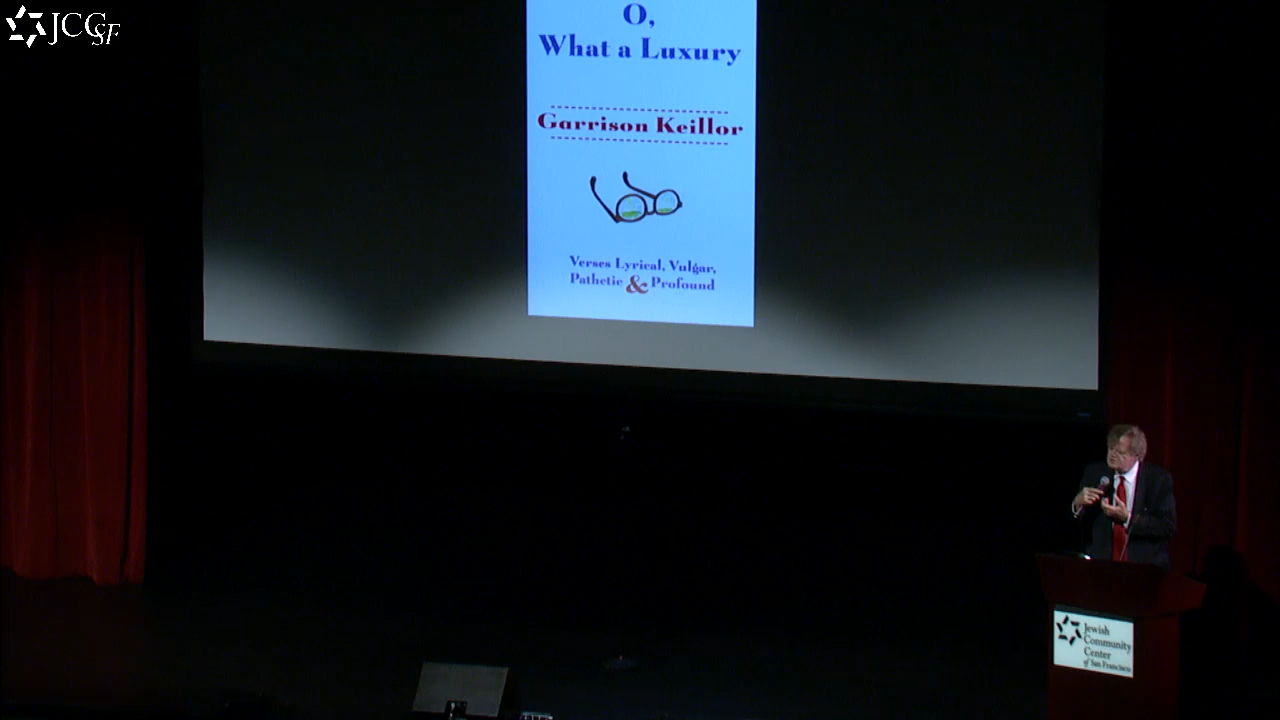 JCCSF
O,
What a Luxury
Garrison Keillor
Verses Lyrical, Vulgar,
Pathetic & Profound
Jewish
Community
Center
of San Francisco